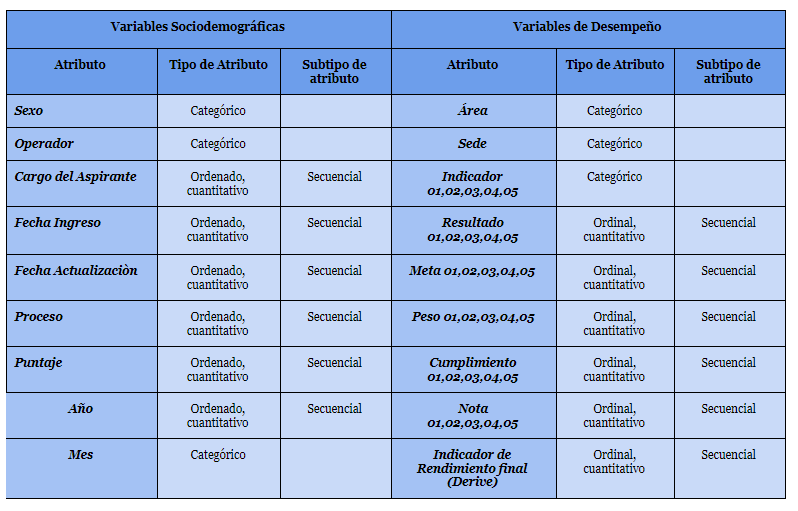 Variables Sociodemográficas
Variables de Desempeño
Atributo
Tipo de Atributo
Subtipo de
atributo
Atributo
Tipo de Atributo
Subtipo de
atributo
Sexo
Categórico
Área
Categórico
Operador
Categórico
Sede
Categórico
Cargo del Aspirante
Ordenado,
cuantitativo
Secuencial
Indicador
01,02,03,04,05
Categórico
Fecha Ingreso
Ordenado,
cuantitativo
Secuencial
Resultado
01,02,03,04,05
Ordinal,
cuantitativo
Secuencial
Fecha Actualizaciòn
Ordenado,
cuantitativo
Secuencial
Meta 01,02,03,04,05
Ordinal,
cuantitativo
Secuencial
Proceso
Ordenado,
cuantitativo
Secuencial
Peso 01,02,03,04,05
Ordinal,
cuantitativo
Secuencial
Puntaje
Ordenado,
cuantitativo
Secuencial
Cumplimiento
01,02,03,04,05
Ordinal,
cuantitativo
Secuencial
Año
Ordenado,
cuantitativo
Secuencial
Nota
01,02,03,04,05
Ordinal,
cuantitativo
Secuencial
Mes
Categórico
Indicador de
Rendimiento final
(Derive)
Ordinal,
cuantitativo
Secuencial